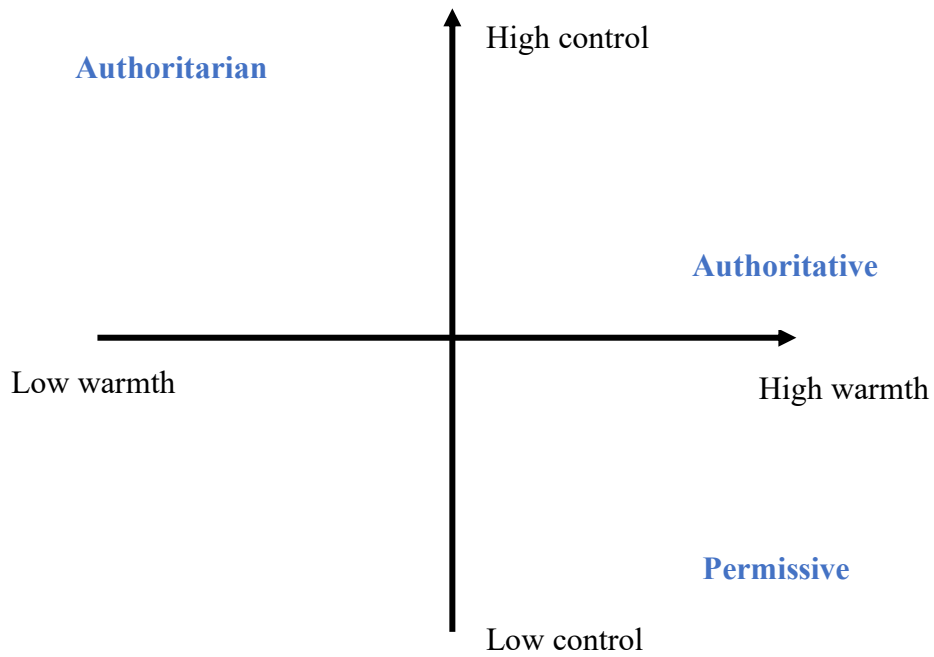 High control
Authoritarian
Authoritative
Low warmth
High warmth
Permissive
Low control